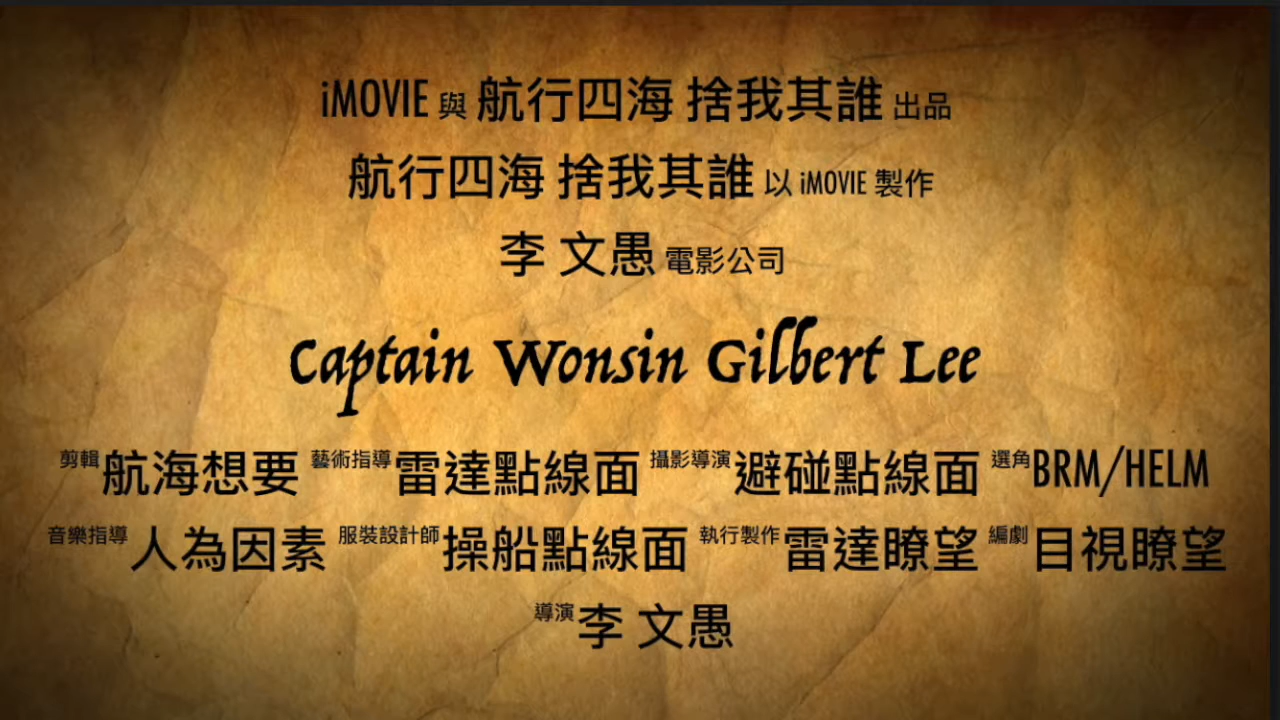 iMOVIE 與 航行四海 捨我其誰 出品
航行四海 捨我其誰 以 iMOVIE 製作
李 文愚 電影公司
Captain Wonsin Gilbert Lee
剪輯 航海想要 藝術指導 雷達點線面 攝影導演 避碰點線面 選角 BRM/HELM
音樂指導 人為因素 服裝設計師 操船點線面 執行製作 雷達瞭望 編劇 目視瞭望
導演 李 文愚